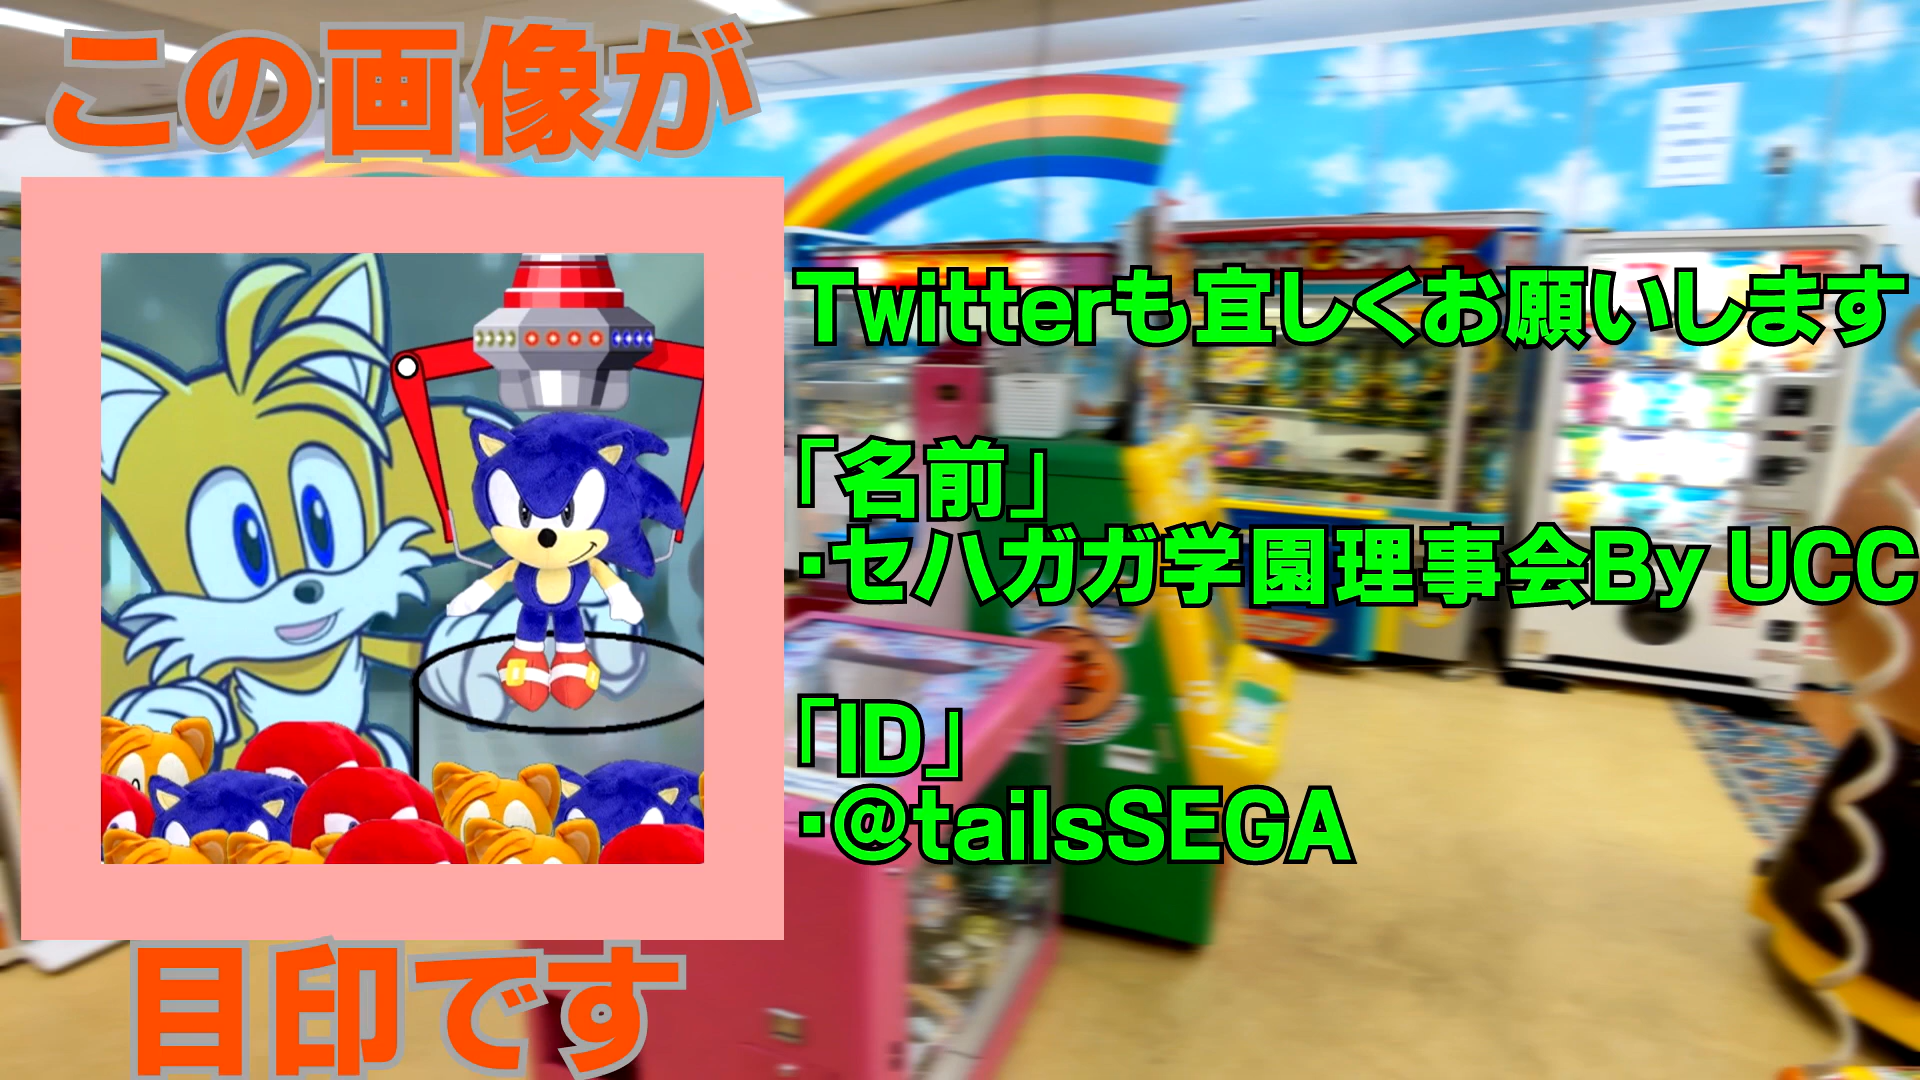 この画像が
Twitterも宜しくお願いします
「名前」
・セハガガ学園理事会By UCC
「ID」
・@tailsSEGA
目印です